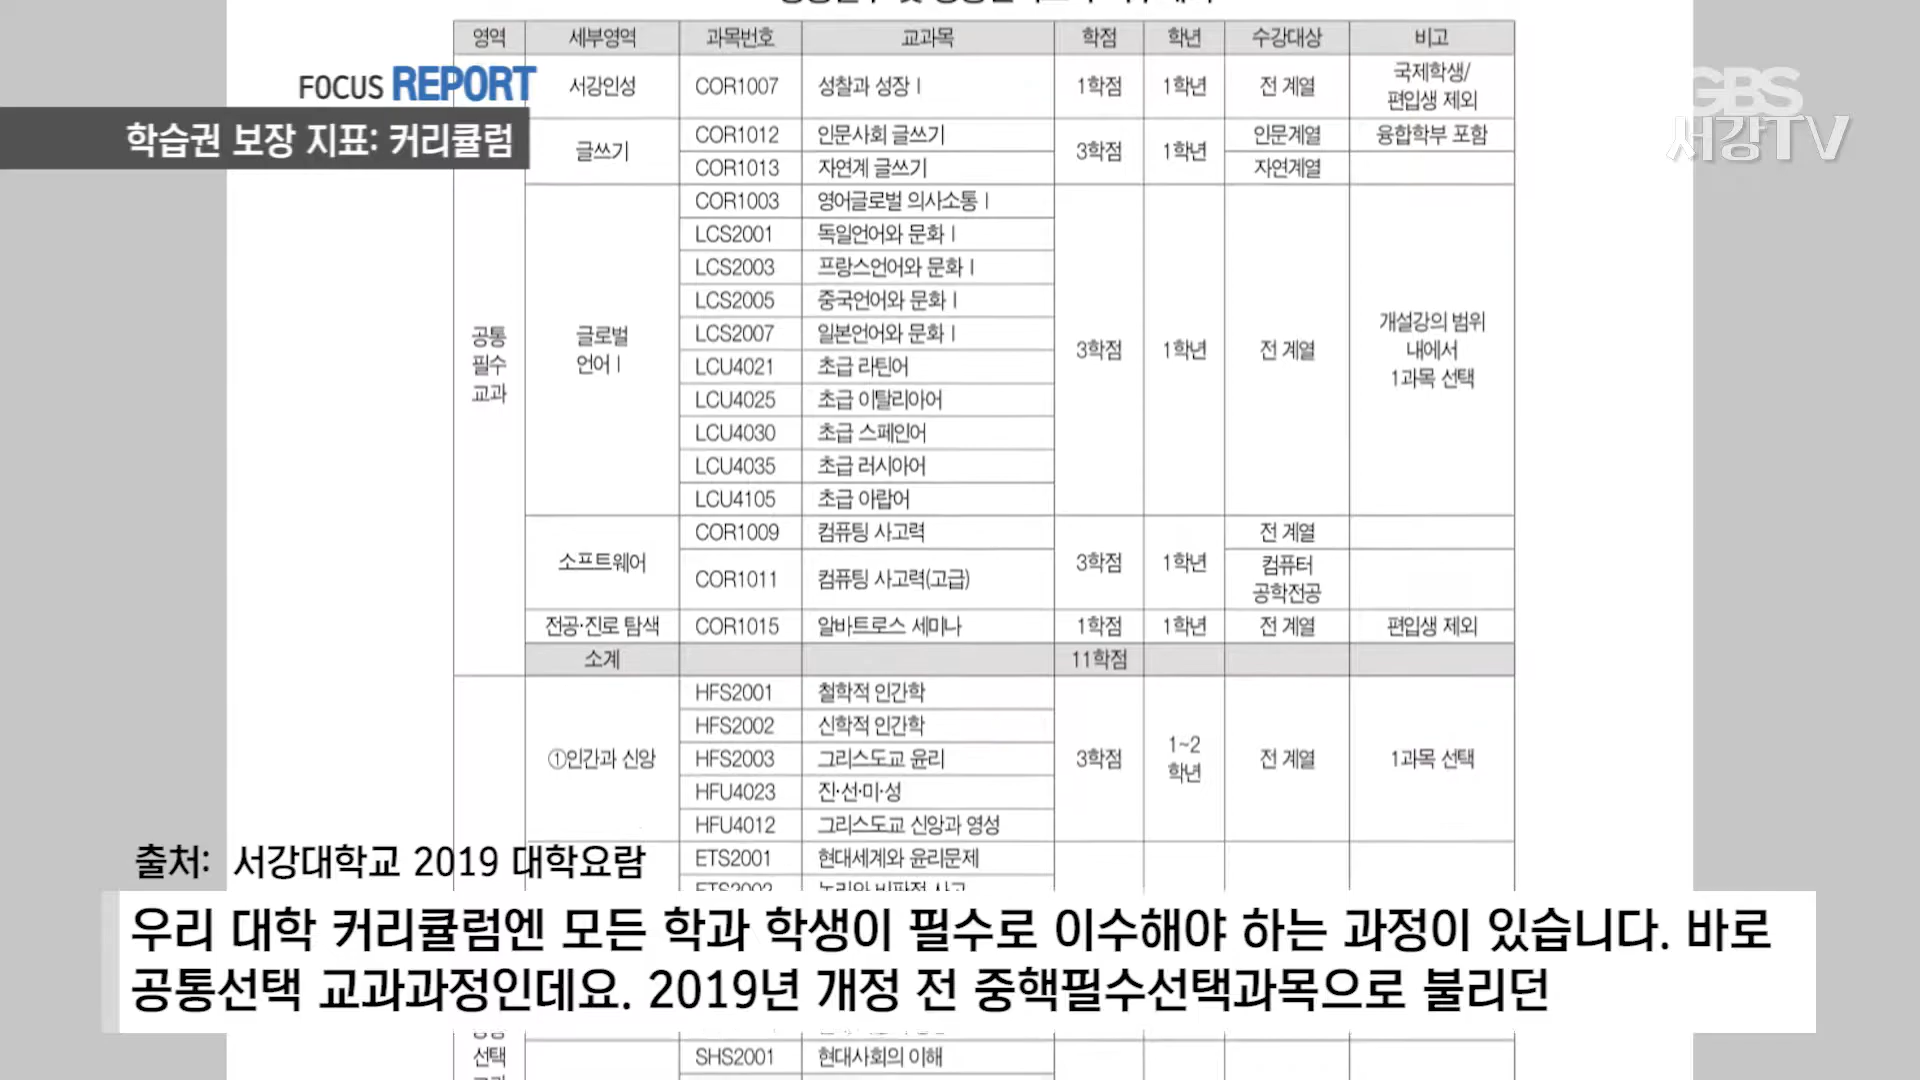 영역 세부영역 과목번호 교과목 학점 학년 수강대상 비고
FOCUS REPORT
학습권 보장 지표: 커리큘럼
GBS
서강TV
서강인성 COR1007 성찰과 성장 Ⅰ 1학점 1학년 전 계열 국제학생/
편입생 제외
글쓰기 COR1012 인문사회 글쓰기 3학점 1학년 인문계열 융합학부 포함
COR1013 자연계 글쓰기 자연계열
공통
필수
교과
글로벌
언어 Ⅰ
COR1003 영어글로벌 의사소통 Ⅰ
LCS2001 독일언어와 문화 Ⅰ
LCS2003 프랑스언어와 문화 Ⅰ
LCS2005 중국언어와 문화 Ⅰ
LCS2007 일본언어와 문화 Ⅰ
LCU4021 초급 라틴어
LCU4025 초급 이탈리아어
LCU4030 초급 스페인어
LCU4035 초급 러시아어
LCU4105 초급 아랍어
3학점 1학년 전 계열
개설강의 범위
내에서
1과목 선택
소프트웨어 COR1009 컴퓨팅 사고력 3학점 1학년 전 계열
COR1011 컴퓨팅 사고력(고급) 컴퓨터
공학전공
전공·진로 탐색 COR1015 알바트로스 세미나 1학점 1학년 전 계열 편입생 제외
소계 11학점
①인간과 신앙
HFS2001 철학적 인간학
HFS2002 신학적 인간학
HFS2003 그리스도교 윤리
HFU4023 진·선·미·성
HFU4012 그리스도교 신앙과 영성
3학점 1~2
학년
전 계열 1과목 선택
ETS2001 현대세계와 윤리문제
출처: 서강대학교 2019 대학요람
우리 대학 커리큘럼엔 모든 학과 학생이 필수로 이수해야 하는 과정이 있습니다. 바로
공통선택 교과과정인데요. 2019년 개정 전 중핵필수선택과목으로 불리던
선택
SHS2001 현대사회의 이해